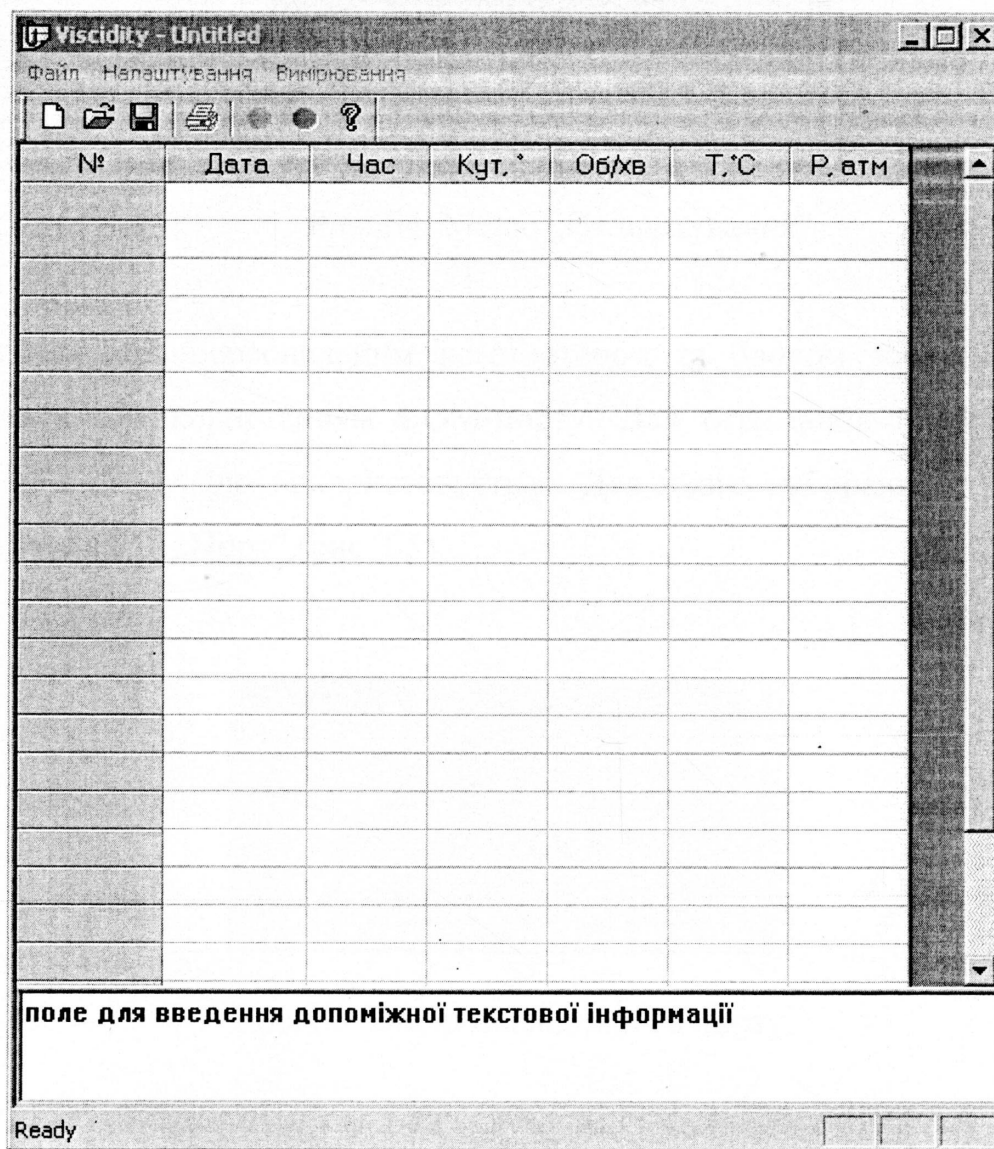 Viscidity - Untitled
Файл Налаштування Вимірювання
№ Дата Час Кут, ° Об/хв Т,°С Р, атм
поле для введення допоміжної текстової інформації
Ready